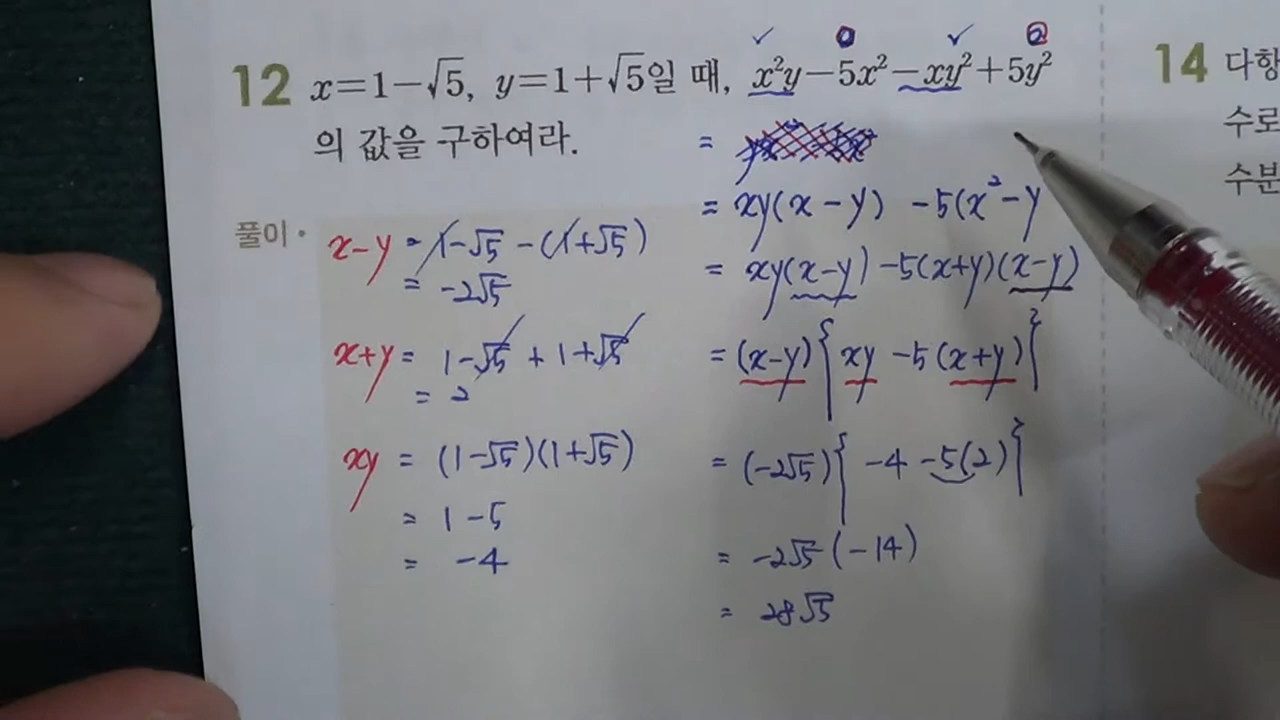 12 x=1-√5, y=1+√5일 때, x²y-5x²-xy²+5y²
의 값을 구하여라.
풀이·
x-y = 1-√5 -(1+√5)
= -2√5
x+y = 1-√5 + 1+√5
= 2
xy = (1-√5)(1+√5)
= 1-5
= -4
=
= xy(x-y) -5(x²-y
= xy(x-y) -5(x+y)(x-y)
= (x-y){xy -5(x+y)}
= (-2√5){-4 -5(2)}
= -2√5(-14)
= 28√5
14 다항
수로
수분